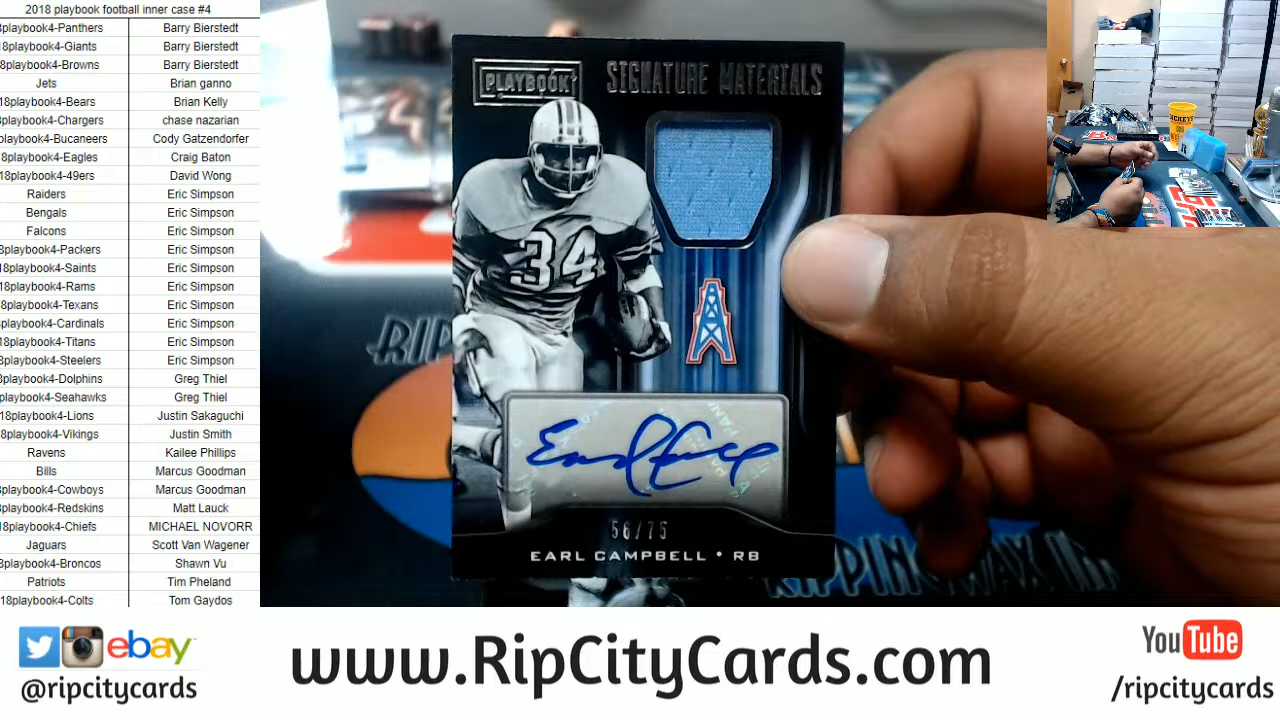 2018 playbook football inner case #4
8playbook4-Panthers Barry Bierstedt
18playbook4-Giants Barry Bierstedt
8playbook4-Browns Barry Bierstedt
Jets Brian ganno
18playbook4-Bears Brian Kelly
8playbook4-Chargers chase nazarian
playbook4-Bucaneers Cody Gatzendorfer
8playbook4-Eagles Craig Baton
18playbook4-49ers David Wong
Raiders Eric Simpson
Bengals Eric Simpson
Falcons Eric Simpson
8playbook4-Packers Eric Simpson
18playbook4-Saints Eric Simpson
18playbook4-Rams Eric Simpson
18playbook4-Texans Eric Simpson
playbook4-Cardinals Eric Simpson
18playbook4-Titans Eric Simpson
8playbook4-Steelers Eric Simpson
8playbook4-Dolphins Greg Thiel
playbook4-Seahawks Greg Thiel
18playbook4-Lions Justin Sakaguchi
18playbook4-Vikings Justin Smith
Ravens Kailee Phillips
Bills Marcus Goodman
8playbook4-Cowboys Marcus Goodman
8playbook4-Redskins Matt Lauck
18playbook4-Chiefs MICHAEL NOVORR
Jaguars Scott Van Wagener
8playbook4-Broncos Shawn Vu
Patriots Tim Pheland
18playbook4-Colts Tom Gaydos
PLAYBOOK
SIGNATURE MATERIALS
34
56/75
EARL CAMPBELL • RB
RIP
RIPPINGWAX
ebay
@ripcitycards
www.RipCityCards.com
YouTube
/ripcitycards